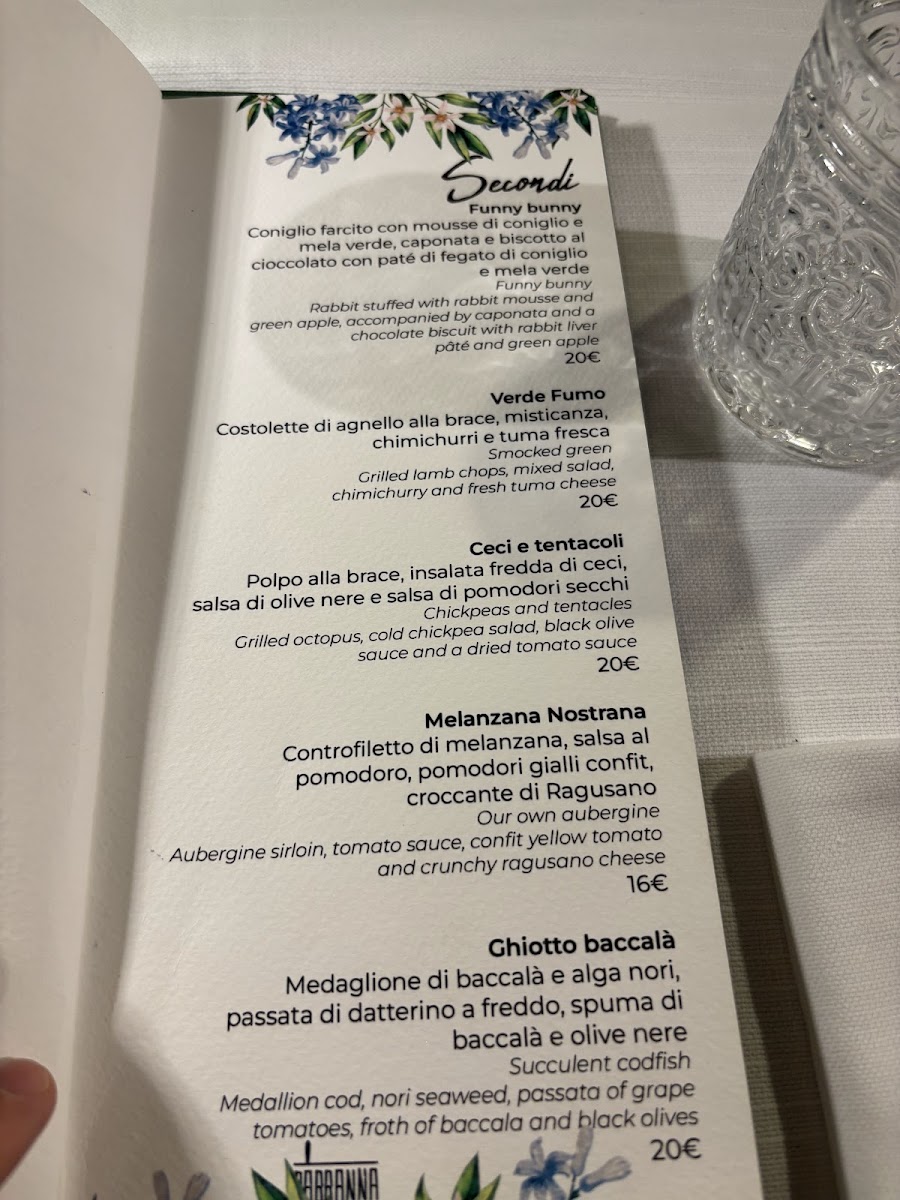 Secondi
Funny bunny
Coniglio farcito con mousse di coniglio e
mela verde, caponata e biscotto al
cioccolato con paté di fegato di coniglio
e mela verde
Funny bunny
Rabbit stuffed with rabbit mousse and
green apple, accompanied by caponata and a
chocolate biscuit with rabbit liver
pâté and green apple
20€
Verde Fumo
Costolette di agnello alla brace, misticanza,
chimichurri e tuma fresca
Smocked green
Grilled lamb chops, mixed salad,
chimichurry and fresh tuma cheese
20€
Ceci e tentacoli
Polpo alla brace, insalata fredda di ceci,
salsa di olive nere e salsa di pomodori secchi
Chickpeas and tentacles
Grilled octopus, cold chickpea salad, black olive
sauce and a dried tomato sauce
20€
Melanzana Nostrana
Controfiletto di melanzana, salsa al
pomodoro, pomodori gialli confit,
croccante di Ragusano
Our own aubergine
Aubergine sirloin, tomato sauce, confit yellow tomato
and crunchy ragusano cheese
16€
Ghiotto baccalà
Medaglione di baccalà e alga nori,
passata di datterino a freddo, spuma di
baccalà e olive nere
Succulent codfish
Medallion cod, nori seaweed, passata of grape
tomatoes, froth of baccala and black olives
20€